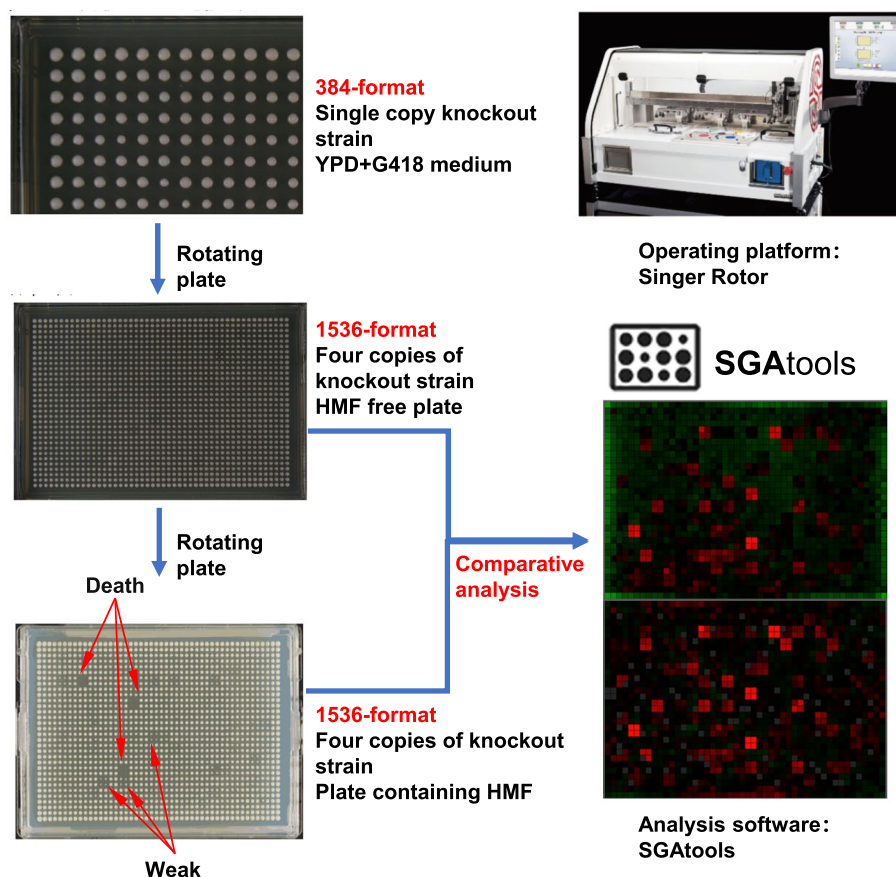 384-format
Single copy knockout
strain
YPD+G418 medium
Operating platform:
Singer Rotor
Rotating
plate
1536-format
Four copies of
knockout strain
HMF free plate
SGAtools
Rotating
plate
Comparative
analysis
Death
1536-format
Four copies of knockout
strain
Plate containing HMF
Weak
Analysis software:
SGAtools